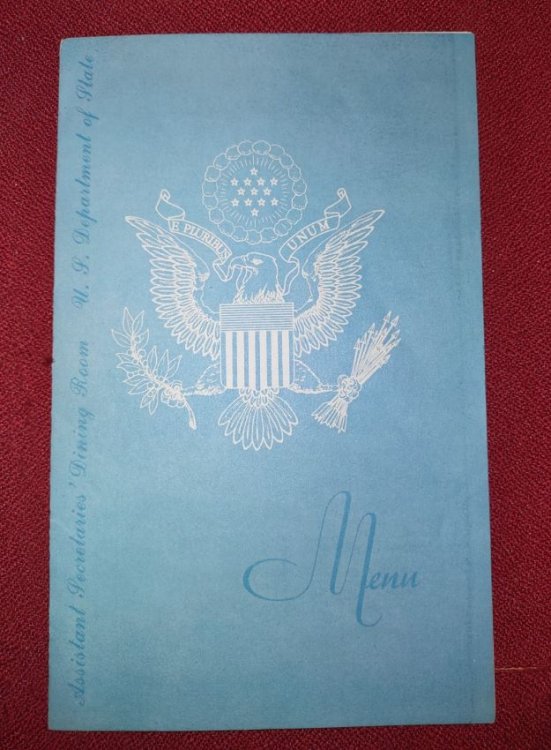 Assistant Secretaries' Dining Room U. S. Department of State
E PLURIBUS UNUM
Menu